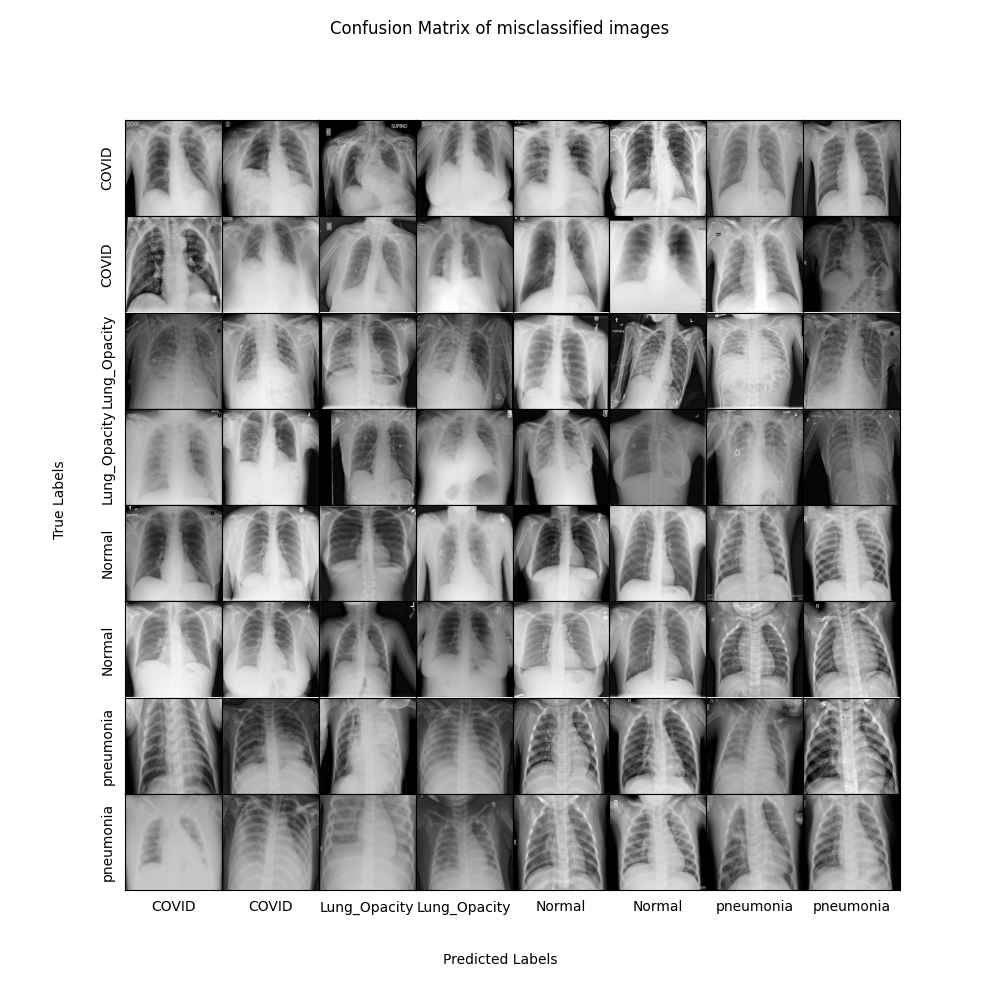 Confusion Matrix of misclassified images
SUPINO
COVID
COVID
Lung_Opacity
Lung_Opacity
Normal
Normal
pneumonia
pneumonia
True Labels
COVID COVID Lung_Opacity Lung_Opacity Normal Normal pneumonia pneumonia
Predicted Labels